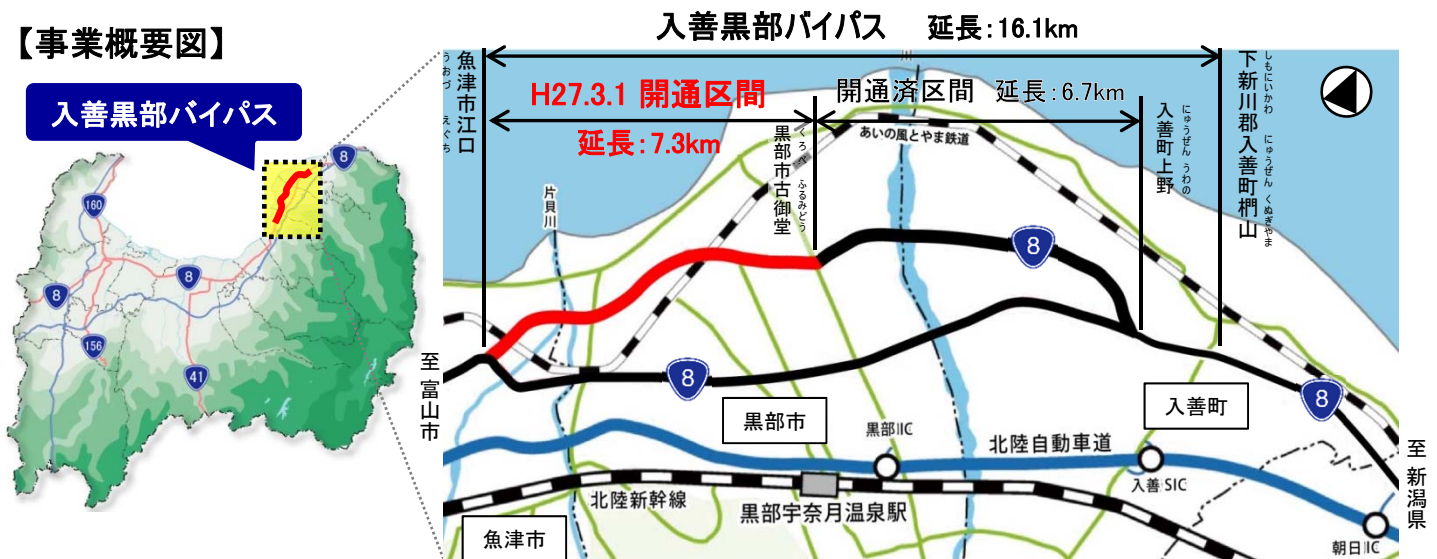 【事業概要図】
入善黒部バイパス
8
160
8
8
156
41
入善黒部バイパス 延長:16.1km
魚津市江口
うおづ えぐち
H27.3.1 開通区間
延長:7.3km
開通済区間 延長:6.7km
黒部市古御堂
くろべ ふるみどう
入善町上野
にゅうぜん うわの
下新川郡入善町椚山
しもにいかわ にゅうぜん くぬぎやま
川
あいの風とやま鉄道
片貝川
8
8
8
至 富山市
黒部市
入善町
黒部IC
北陸自動車道
入善SIC
至 新潟県
北陸新幹線
黒部宇奈月温泉駅
魚津市
朝日IC